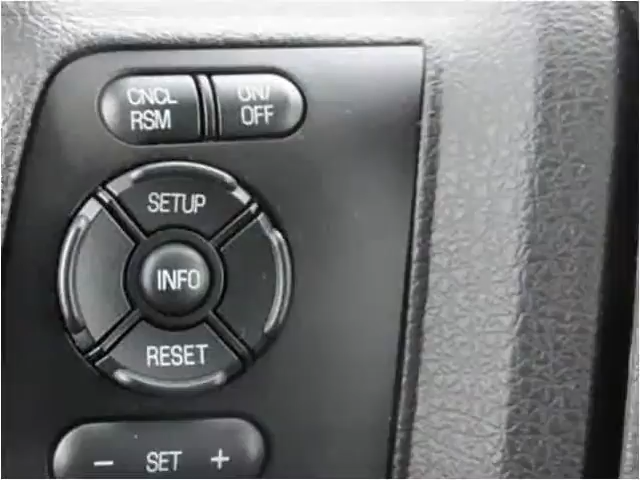 CNCL
RSM
ON/
OFF
SETUP
INFO
RESET
- SET +